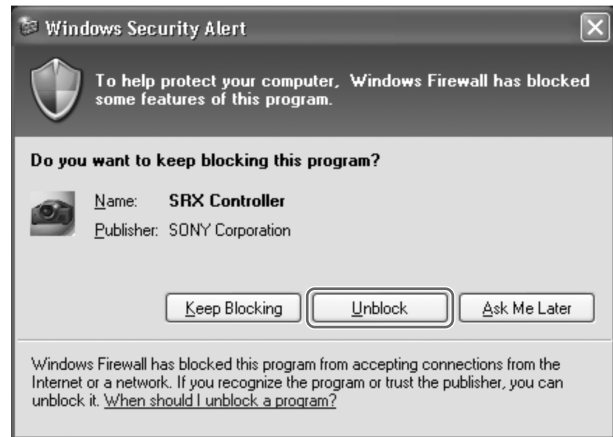 Windows Security Alert
To help protect your computer, Windows Firewall has blocked
some features of this program.
Do you want to keep blocking this program?
Name: SRX Controller
Publisher: SONY Corporation
Keep Blocking Unblock Ask Me Later
Windows Firewall has blocked this program from accepting connections from the
Internet or a network. If you recognize the program or trust the publisher, you can
unblock it. When should I unblock a program?